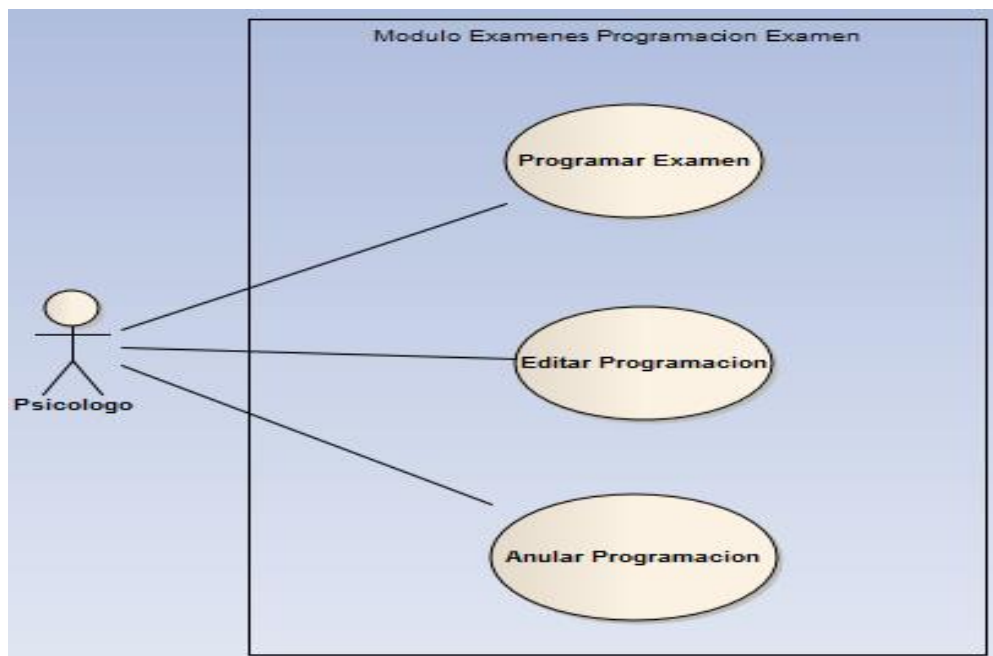 Modulo Examenes Programacion Examen
Programar Examen
Editar Programacion
Psicologo
Anular Programacion